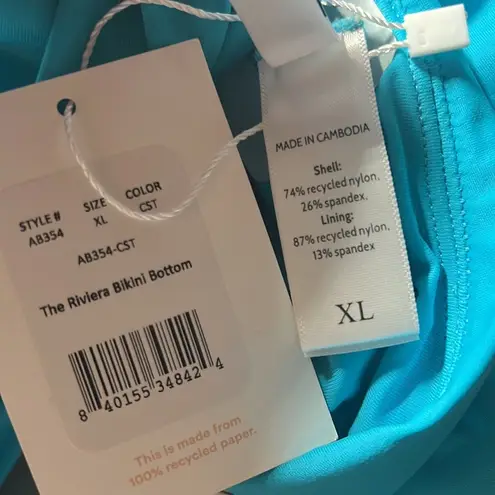 STYLE # SIZE COLOR
AB354 XL CST
AB354-CST
The Riviera Bikini Bottom
8 40155 34842 4
This is made from
100% recycled paper.
MADE IN CAMBODIA
Shell:
74% recycled nylon,
26% spandex.
Lining:
87% recycled nylon,
13% spandex
XL